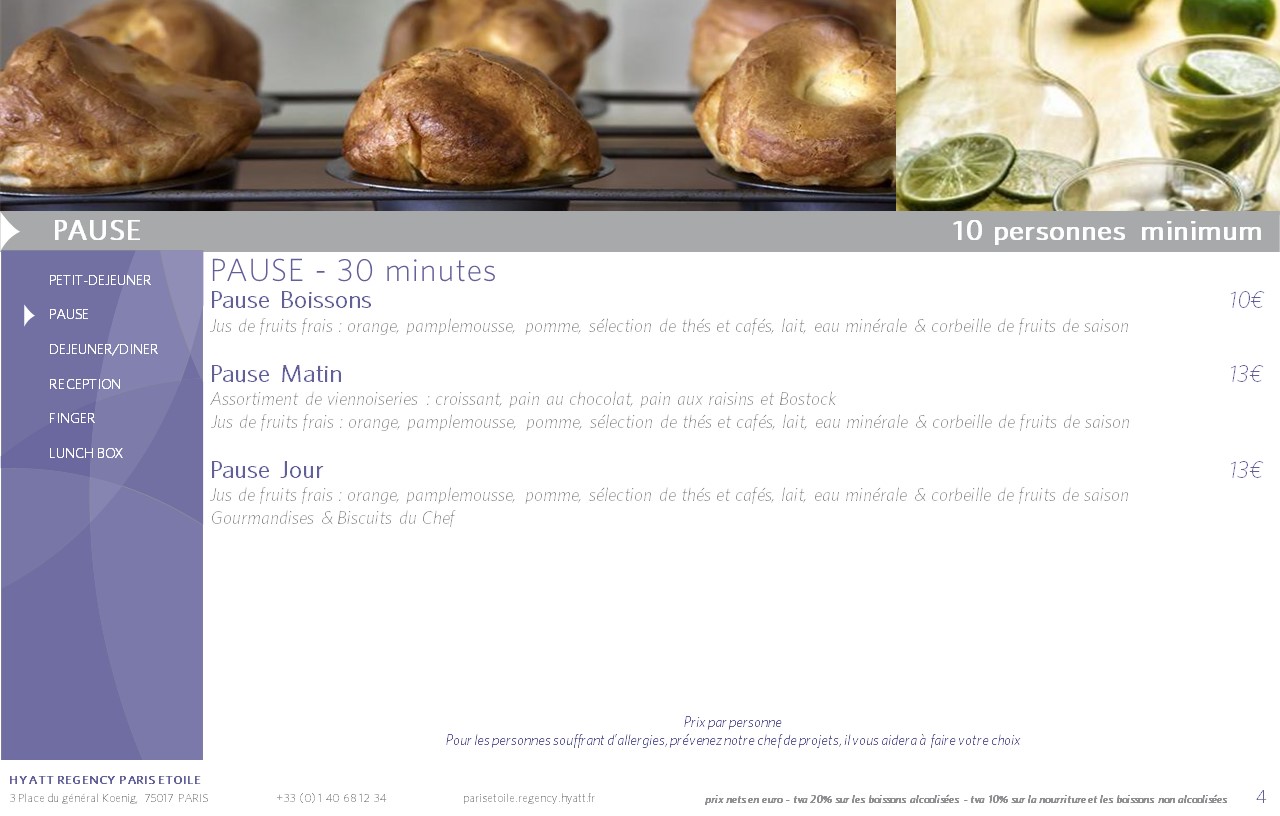 PAUSE
10 personnes minimum
PETIT-DEJEUNER
PAUSE
DEJEUNER/DINER
RECEPTION
FINGER
LUNCH BOX
PAUSE - 30 minutes
Pause Boissons 10€
Jus de fruits frais : orange, pamplemousse, pomme, sélection de thés et cafés, lait, eau minérale & corbeille de fruits de saison
Pause Matin 13€
Assortiment de viennoiseries : croissant, pain au chocolat, pain aux raisins et Bostock
Jus de fruits frais : orange, pamplemousse, pomme, sélection de thés et cafés, lait, eau minérale & corbeille de fruits de saison
Pause Jour 13€
Jus de fruits frais : orange, pamplemousse, pomme, sélection de thés et cafés, lait, eau minérale & corbeille de fruits de saison
Gourmandises & Biscuits du Chef
Prix par personne
Pour les personnes souffrant d'allergies, prévenez notre chef de projets, il vous aidera à faire votre choix
HYATT REGENCY PARIS ETOILE
3 Place du général Koenig, 75017 PARIS +33 (0) 1 40 68 12 34 parisetoile.regency.hyatt.fr prix nets en euro - tva 20% sur les boissons alcoolisées - tva 10% sur la nourriture et les boissons non alcoolisées 4